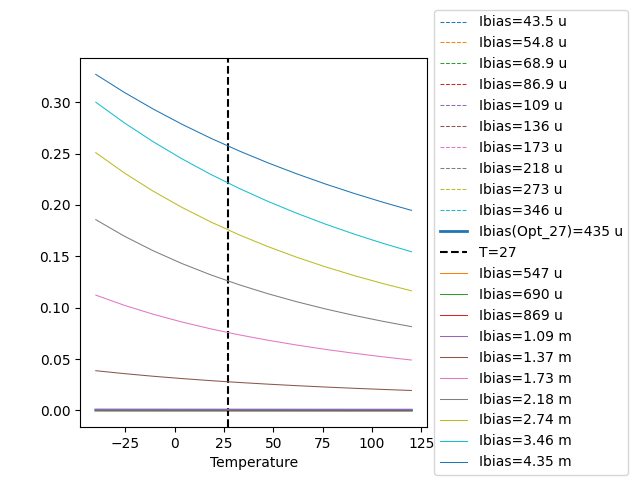 Ibias=43.5 u
Ibias=54.8 u
Ibias=68.9 u
Ibias=86.9 u
Ibias=109 u
Ibias=136 u
Ibias=173 u
Ibias=218 u
Ibias=273 u
Ibias=346 u
Ibias(Opt_27)=435 u
T=27
Ibias=547 u
Ibias=690 u
Ibias=869 u
Ibias=1.09 m
Ibias=1.37 m
Ibias=1.73 m
Ibias=2.18 m
Ibias=2.74 m
Ibias=3.46 m
Ibias=4.35 m
0.30
0.25
0.20
0.15
0.10
0.05
0.00
−25 0 25 50 75 100 125
Temperature